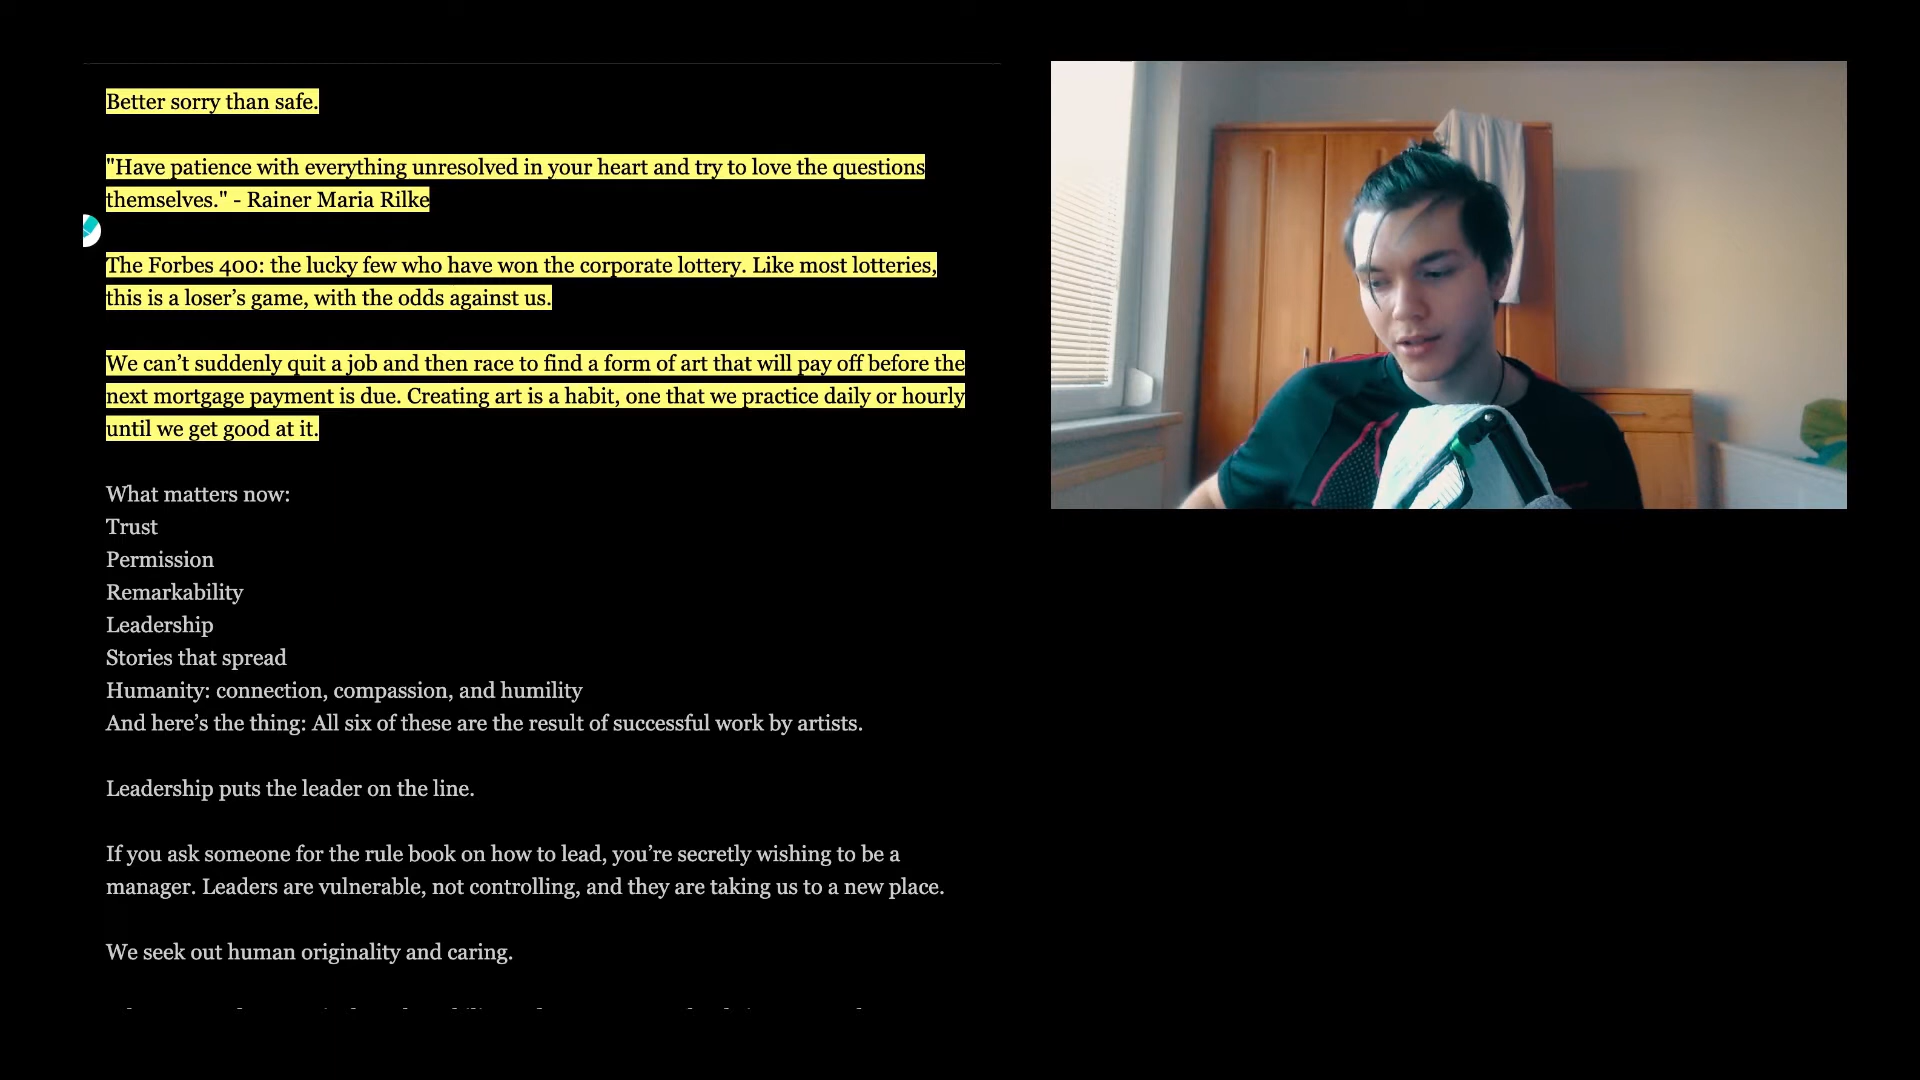 Better sorry than safe.
"Have patience with everything unresolved in your heart and try to love the questions
themselves." - Rainer Maria Rilke
The Forbes 400: the lucky few who have won the corporate lottery. Like most lotteries,
this is a loser’s game, with the odds against us.
We can’t suddenly quit a job and then race to find a form of art that will pay off before the
next mortgage payment is due. Creating art is a habit, one that we practice daily or hourly
until we get good at it.
What matters now:
Trust
Permission
Remarkability
Leadership
Stories that spread
Humanity: connection, compassion, and humility
And here’s the thing: All six of these are the result of successful work by artists.
Leadership puts the leader on the line.
If you ask someone for the rule book on how to lead, you’re secretly wishing to be a
manager. Leaders are vulnerable, not controlling, and they are taking us to a new place.
We seek out human originality and caring.